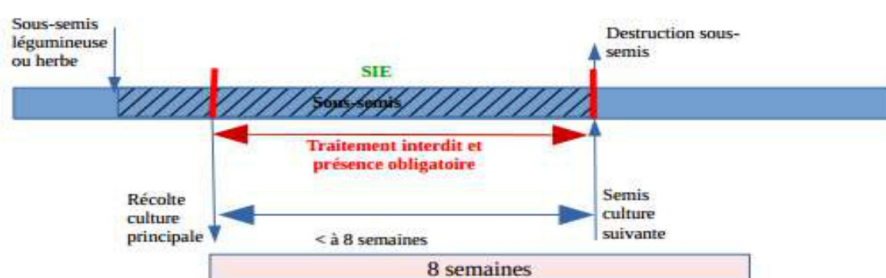 Sous-semis
légumineuse
ou herbe
Destruction sous-
semis
SIE
Sous-semis
Traitement interdit et
présence obligatoire
Récolte
culture
principale
< à 8 semaines
Semis
culture
suivante
8 semaines